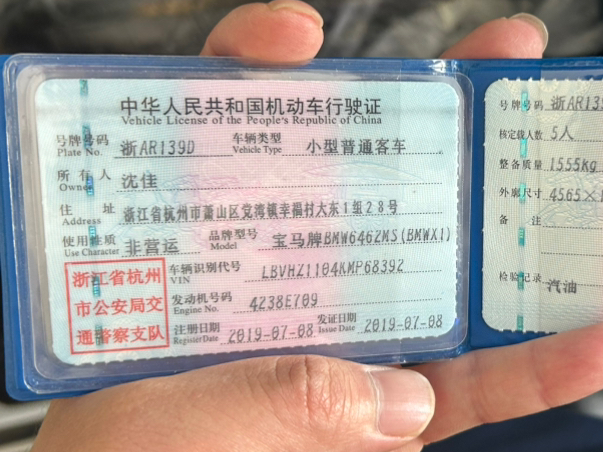 中华人民共和国机动车行驶证
Vehicle License of the People's Republic of China
号牌号码 Plate No. 浙AR139D 车辆类型 Vehicle Type 小型普通客车
所有人 Owner 沈佳
住址 Address 浙江省杭州市萧山区党湾镇幸福村大东1组28号
使用性质 Use Character 非营运 品牌型号 Model 宝马牌BMW6462MS(BMWX1)
浙江省杭州
市公安局交
通警察支队
车辆识别代号 VIN LBVHZ1104KMP68392
发动机号码 Engine No. 4238E709
注册日期 Register Date 2019-07-08 发证日期 Issue Date 2019-07-08
号牌号码 浙AR13
核定载人数 5人
整备质量 1555kg
外廓尺寸 4565×
备注
检验记录
汽油